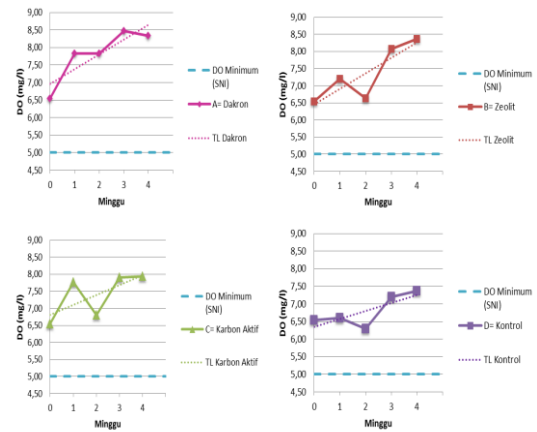 9,00
8,50
8,00
7,50
7,00
6,50
6,00
5,50
5,00
4,50
DO (mg/l)
0 1 2 3 4
Minggu
DO Minimum
(SNI)
A= Dakron
TL Dakron
9,00
8,50
8,00
7,50
7,00
6,50
6,00
5,50
5,00
4,50
DO (mg/l)
0 1 2 3 4
Minggu
DO Minimum
(SNI)
B= Zeolit
TL Zeolit
9,00
8,50
8,00
7,50
7,00
6,50
6,00
5,50
5,00
4,50
DO (mg/l)
0 1 2 3 4
Minggu
DO Minimum
(SNI)
C= Karbon Aktif
TL Karbon Aktif
9,00
8,50
8,00
7,50
7,00
6,50
6,00
5,50
5,00
4,50
DO (mg/l)
0 1 2 3 4
Minggu
DO Minimum
(SNI)
D= Kontrol
TL Kontrol